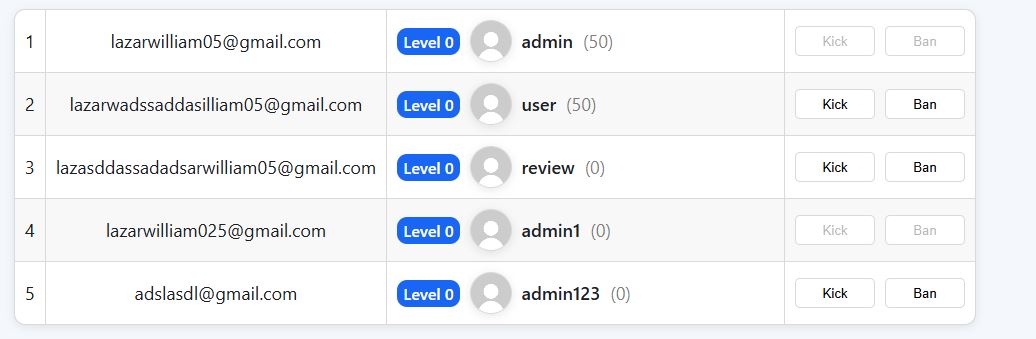 1 lazarwilliam05@gmail.com Level 0 admin (50) Kick Ban
2 lazarwadssaddasilliam05@gmail.com Level 0 user (50) Kick Ban
3 lazasddassadadsarwilliam05@gmail.com Level 0 review (0) Kick Ban
4 lazarwilliam025@gmail.com Level 0 admin1 (0) Kick Ban
5 adslasdl@gmail.com Level 0 admin123 (0) Kick Ban